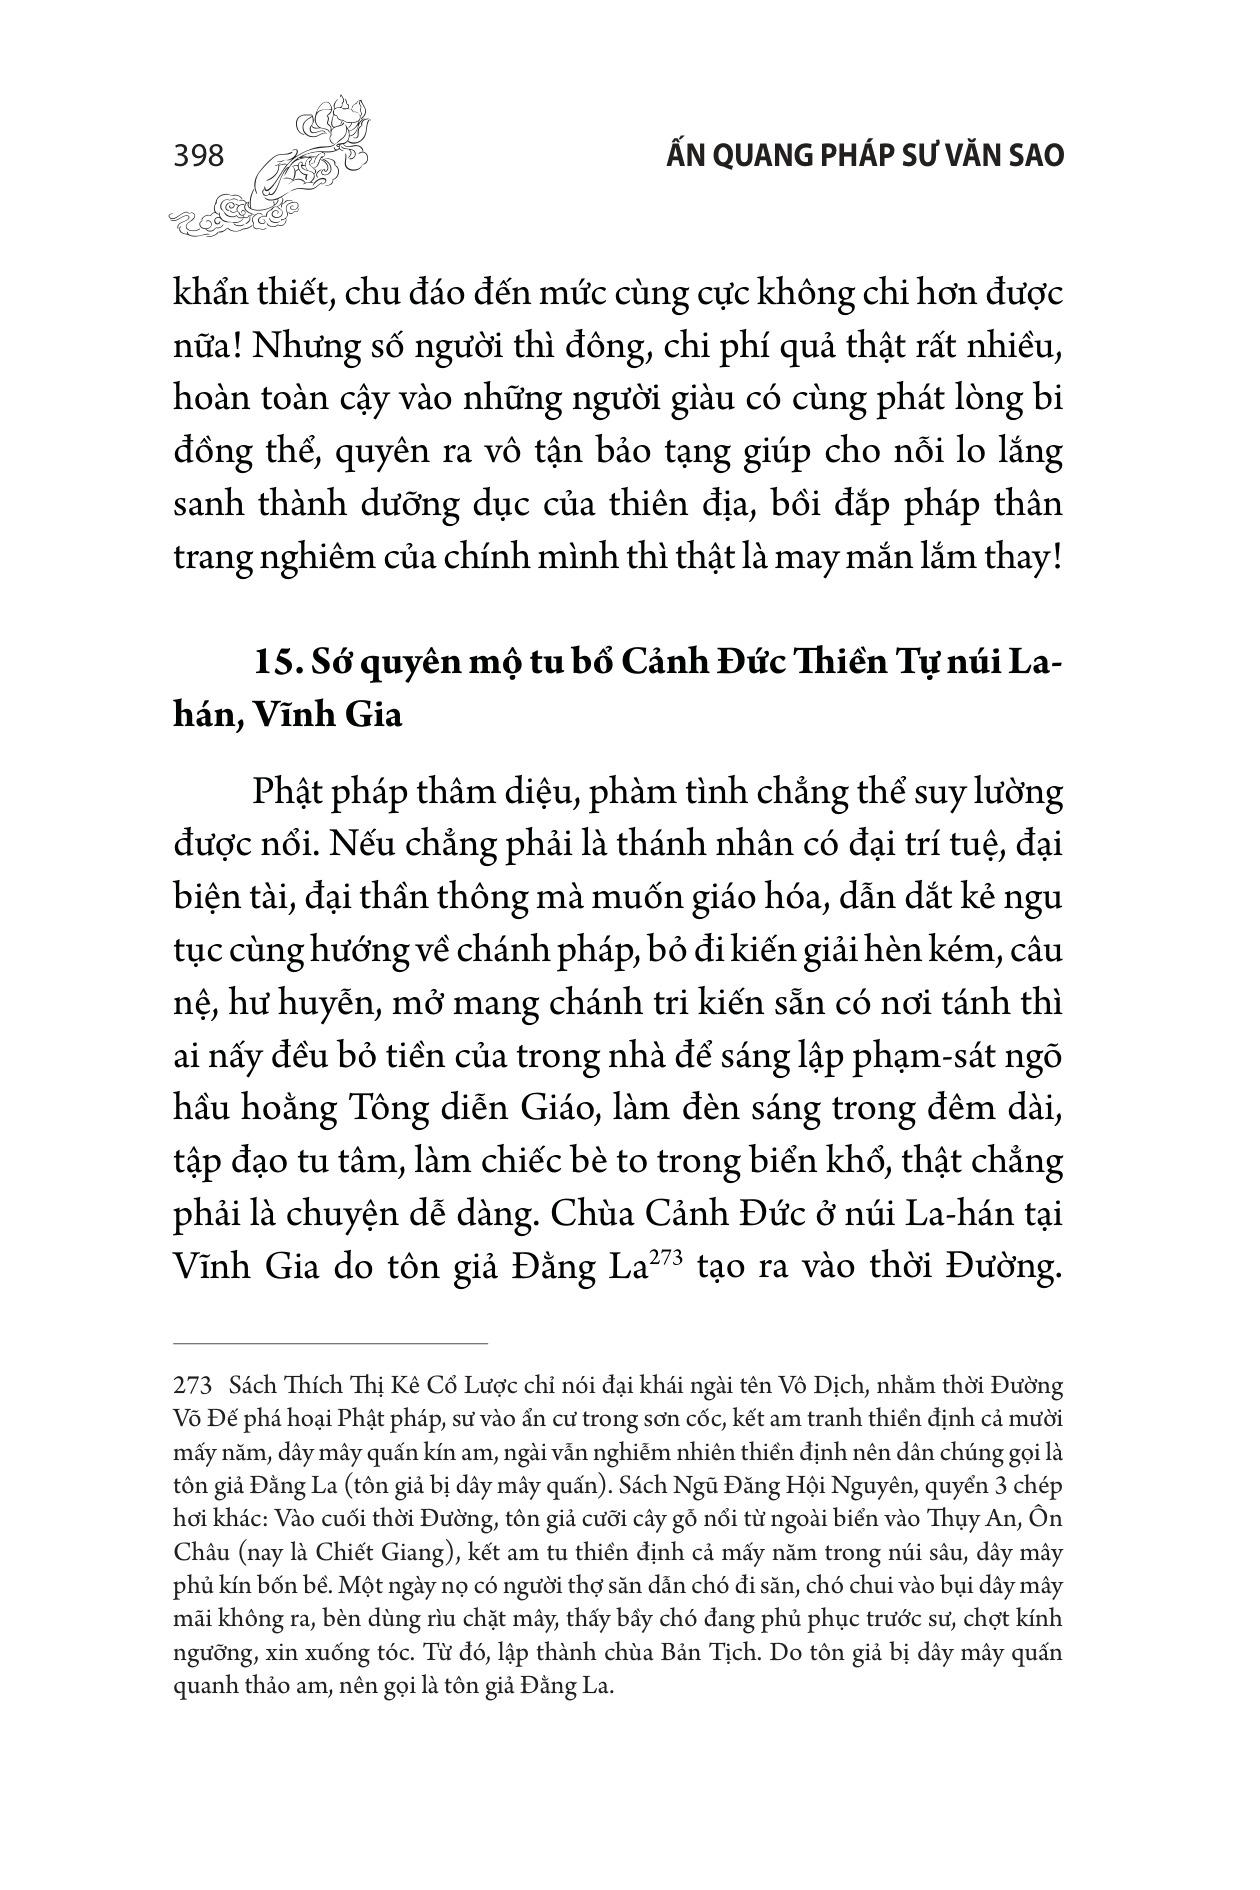 398
ẤN QUANG PHÁP SƯ VĂN SAO
khẩn thiết, chu đáo đến mức cùng cực không chi hơn được
nữa! Nhưng số người thì đông, chi phí quả thật rất nhiều,
hoàn toàn cậy vào những người giàu có cùng phát lòng bi
đồng thể, quyên ra vô tận bảo tạng giúp cho nỗi lo lắng
sanh thành dưỡng dục của thiên địa, bồi đắp pháp thân
trang nghiêm của chính mình thì thật là may mắn lắm thay!
15. Sớ quyên mộ tu bổ Cảnh Đức Thiền Tự núi La-
hán, Vĩnh Gia
Phật pháp thâm diệu, phàm tình chẳng thể suy lường
được nổi. Nếu chẳng phải là thánh nhân có đại trí tuệ, đại
biện tài, đại thần thông mà muốn giáo hóa, dẫn dắt kẻ ngu
tục cùng hướng về chánh pháp, bỏ đi kiến giải hèn kém, câu
nệ, hư huyễn, mở mang chánh tri kiến sẵn có nơi tánh thì
ai nấy đều bỏ tiền của trong nhà để sáng lập phạm-sát ngõ
hầu hoằng Tông diễn Giáo, làm đèn sáng trong đêm dài,
tập đạo tu tâm, làm chiếc bè to trong biển khổ, thật chẳng
phải là chuyện dễ dàng. Chùa Cảnh Đức ở núi La-hán tại
Vĩnh Gia do tôn giả Đằng La273 tạo ra vào thời Đường.
273 Sách Thích Thị Kê Cổ Lược chỉ nói đại khái ngài tên Vô Dịch, nhằm thời Đường
Võ Đế phá hoại Phật pháp, sư vào ẩn cư trong sơn cốc, kết am tranh thiền định cả mười
mấy năm, dây mây quấn kín am, ngài vẫn nghiễm nhiên thiền định nên dân chúng gọi là
tôn giả Đằng La (tôn giả bị dây mây quấn). Sách Ngũ Đăng Hội Nguyên, quyển 3 chép
hơi khác: Vào cuối thời Đường, tôn giả cưỡi cây gỗ nổi từ ngoài biển vào Thụy An, Ôn
Châu (nay là Chiết Giang), kết am tu thiền định cả mấy năm trong núi sâu, dây mây
phủ kín bốn bề. Một ngày nọ có người thợ săn dẫn chó đi săn, chó chui vào bụi dây mây
mãi không ra, bèn dùng rìu chặt mây, thấy bầy chó đang phủ phục trước sư, chợt kính
ngưỡng, xin xuống tóc. Từ đó, lập thành chùa Bản Tịch. Do tôn giả bị dây mây quấn
quanh thảo am, nên gọi là tôn giả Đằng La.